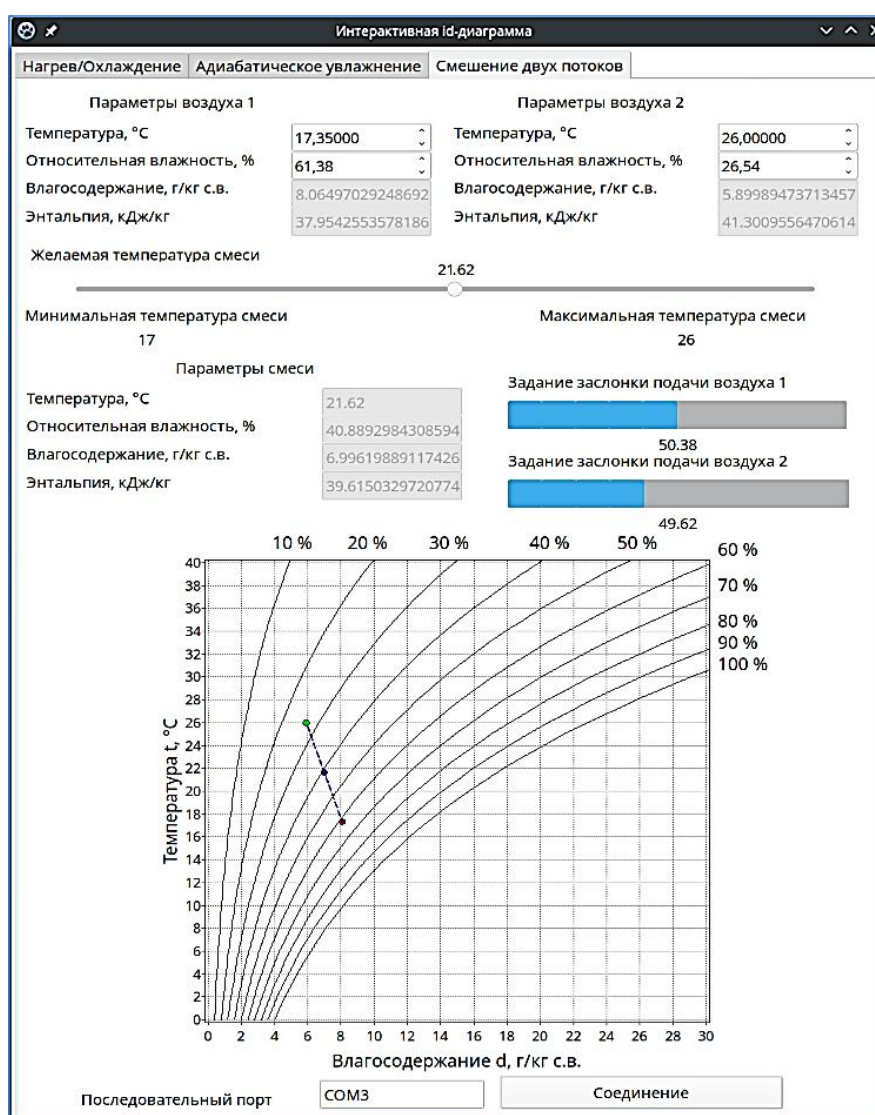 Интерактивная id-диаграмма
Нагрев/Охлаждение Адиабатическое увлажнение Смешение двух потоков
Параметры воздуха 1 Параметры воздуха 2
Температура, °C 17,35000 Температура, °C 26,00000
Относительная влажность, % 61,38 Относительная влажность, % 26,54
Влагосодержание, г/кг с.в. 8.06497029248692 Влагосодержание, г/кг с.в. 5.89989473713457
Энтальпия, кДж/кг 37.9542553578186 Энтальпия, кДж/кг 41.3009556470614
Желаемая температура смеси
21.62
Минимальная температура смеси Максимальная температура смеси
17 26
Параметры смеси
Температура, °C 21.62
Относительная влажность, % 40.8892984308594
Влагосодержание, г/кг с.в. 6.99619889117426
Энтальпия, кДж/кг 39.6150329720774
Задание заслонки подачи воздуха 1
50.38
Задание заслонки подачи воздуха 2
49.62
10 % 20 % 30 % 40 % 50% 60 %
70 %
80 %
90 %
100 %
40
38
36
34
32
30
28
26
24
22
20
18
16
14
12
10
8
6
4
2
0
Температура t, °C
0 2 4 6 8 10 12 14 16 18 20 22 24 26 28 30
Влагосодержание d, г/кг с.в.
Последовательный порт COM3 Соединение